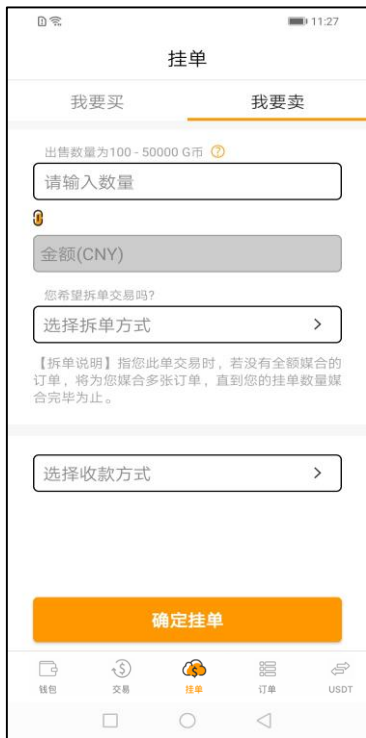 11:27
挂单
我要买
我要卖
出售数量为100 - 50000 G币 ?
请输入数量
金额(CNY)
您希望拆单交易吗?
选择拆单方式 >
【拆单说明】指您此单交易时，若没有全额媒合的
订单，将为您媒合多张订单，直到您的挂单数量媒
合完毕为止。
选择收款方式 >
确定挂单
钱包
交易
挂单
订单
USDT